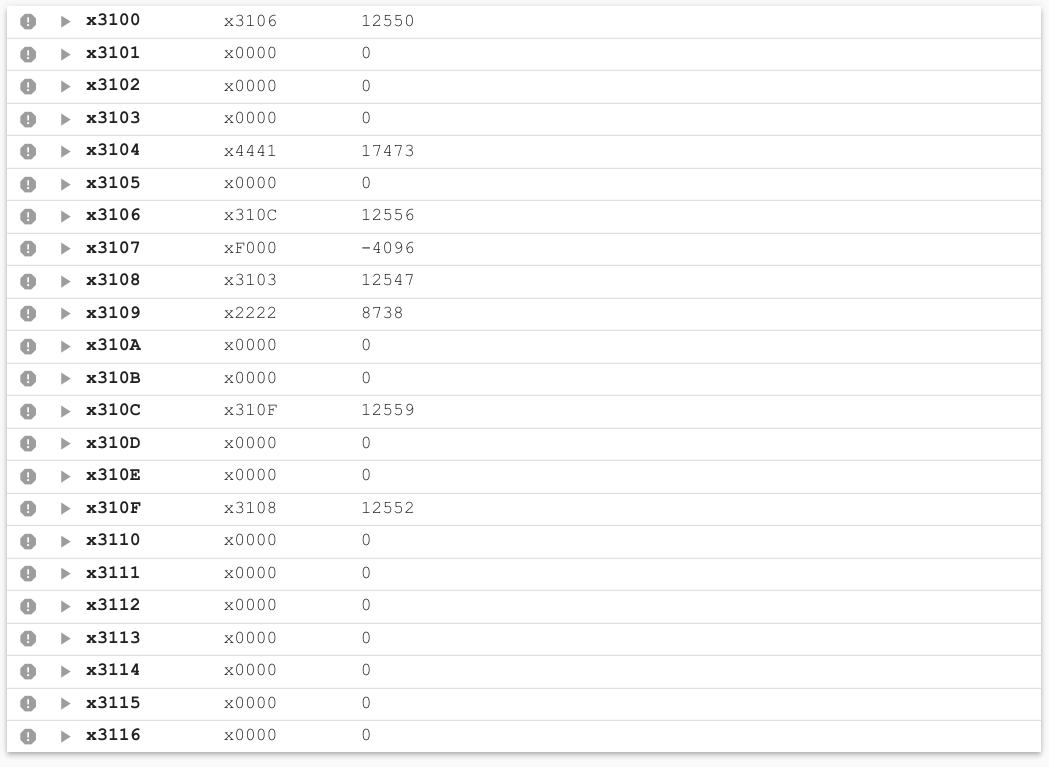 x3100 x3106 12550
x3101 x0000 0
x3102 x0000 0
x3103 x0000 0
x3104 x4441 17473
x3105 x0000 0
x3106 x310C 12556
x3107 xF000 -4096
x3108 x3103 12547
x3109 x2222 8738
x310A x0000 0
x310B x0000 0
x310C x310F 12559
x310D x0000 0
x310E x0000 0
x310F x3108 12552
x3110 x0000 0
x3111 x0000 0
x3112 x0000 0
x3113 x0000 0
x3114 x0000 0
x3115 x0000 0
x3116 x0000 0